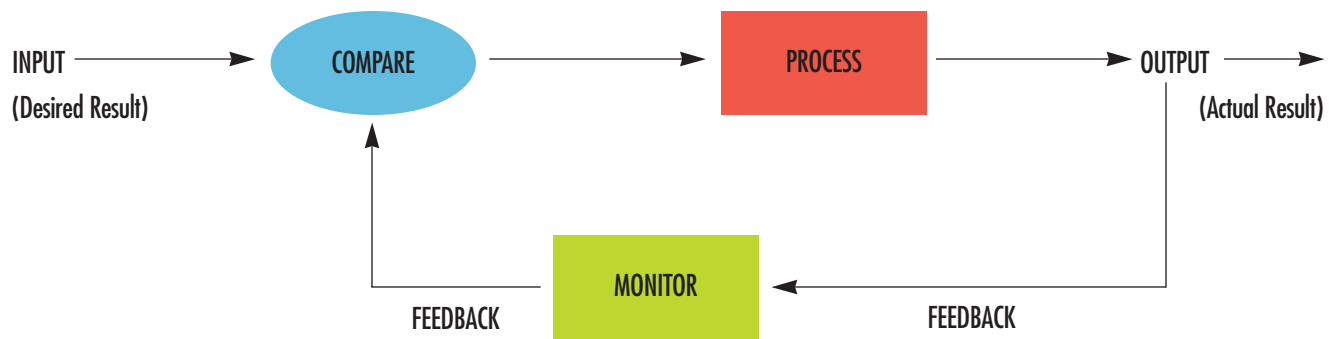 INPUT
(Desired Result)
COMPARE
PROCESS
OUTPUT
(Actual Result)
MONITOR
FEEDBACK
FEEDBACK